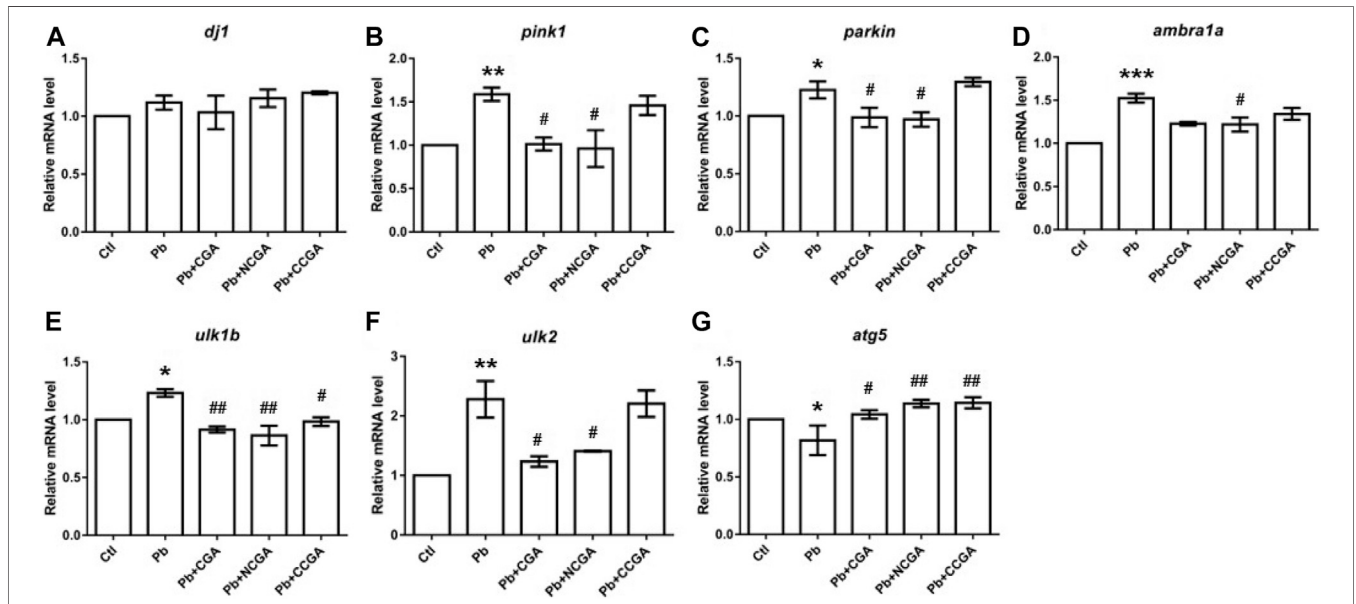 A
dj1
Relative mRNA level
1.5
1.0
0.5
0.0
Ctl
Pb
Pb+CGA
Pb+NCGA
Pb+CCGA
B
pink1
Relative mRNA level
2.0
1.5
1.0
0.5
0.0
**
#
#
Ctl
Pb
Pb+CGA
Pb+NCGA
Pb+CCGA
C
parkin
Relative mRNA level
1.5
1.0
0.5
0.0
*
#
#
Ctl
Pb
Pb+CGA
Pb+NCGA
Pb+CCGA
D
ambra1a
Relative mRNA level
2.0
1.5
1.0
0.5
0.0
***
#
Ctl
Pb
Pb+CGA
Pb+NCGA
Pb+CCGA
E
ulk1b
Relative mRNA level
1.5
1.0
0.5
0.0
*
##
##
#
Ctl
Pb
Pb+CGA
Pb+NCGA
Pb+CCGA
F
ulk2
Relative mRNA level
3
2
1
0
**
#
#
Ctl
Pb
Pb+CGA
Pb+NCGA
Pb+CCGA
G
atg5
Relative mRNA level
1.5
1.0
0.5
0.0
*
#
##
##
Ctl
Pb
Pb+CGA
Pb+NCGA
Pb+CCGA